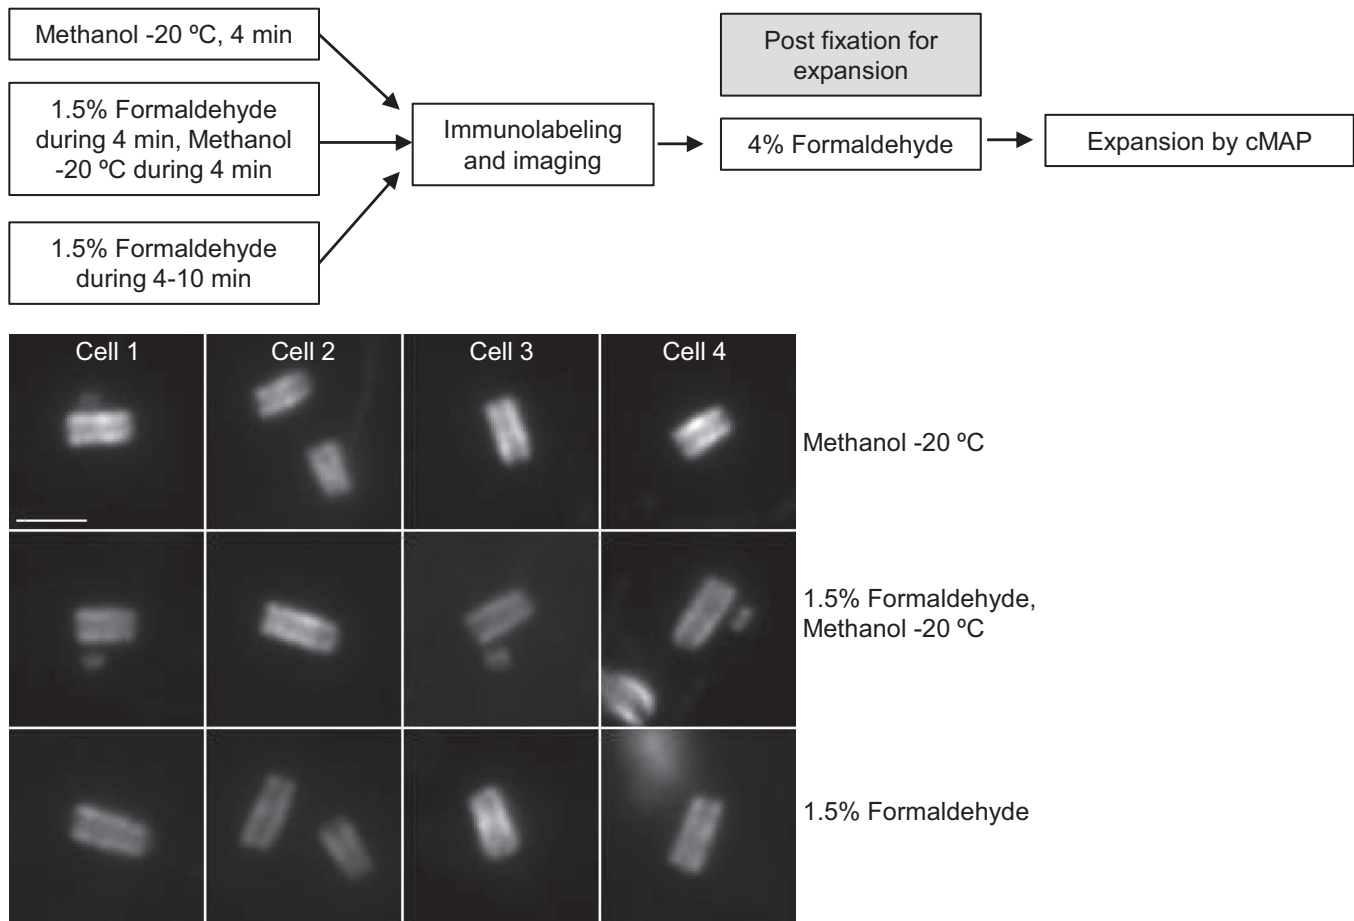 Methanol -20 ºC, 4 min
1.5% Formaldehyde
during 4 min, Methanol
-20 ºC during 4 min
1.5% Formaldehyde
during 4-10 min
Immunolabeling
and imaging
Post fixation for
expansion
4% Formaldehyde
Expansion by cMAP
Cell 1
Cell 2
Cell 3
Cell 4
Methanol -20 ºC
1.5% Formaldehyde,
Methanol -20 ºC
1.5% Formaldehyde